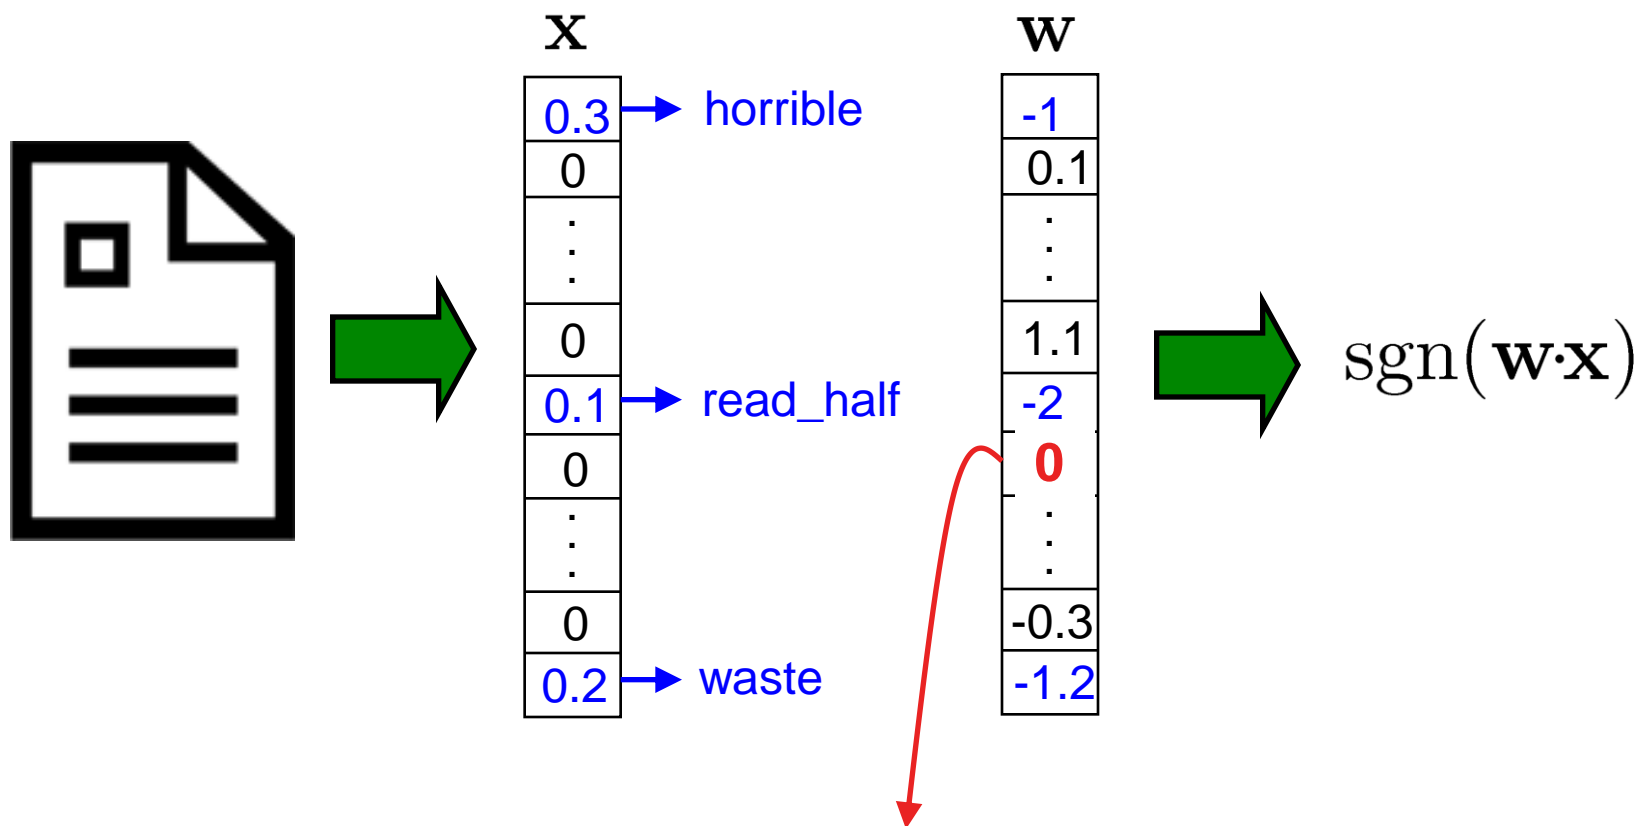 x
w
0.3 horrible -1
0 0.1
. .
. .
. .
0 1.1
0.1 read_half -2
0 0
. .
. .
. .
0 -0.3
0.2 waste -1.2
sgn(w·x)